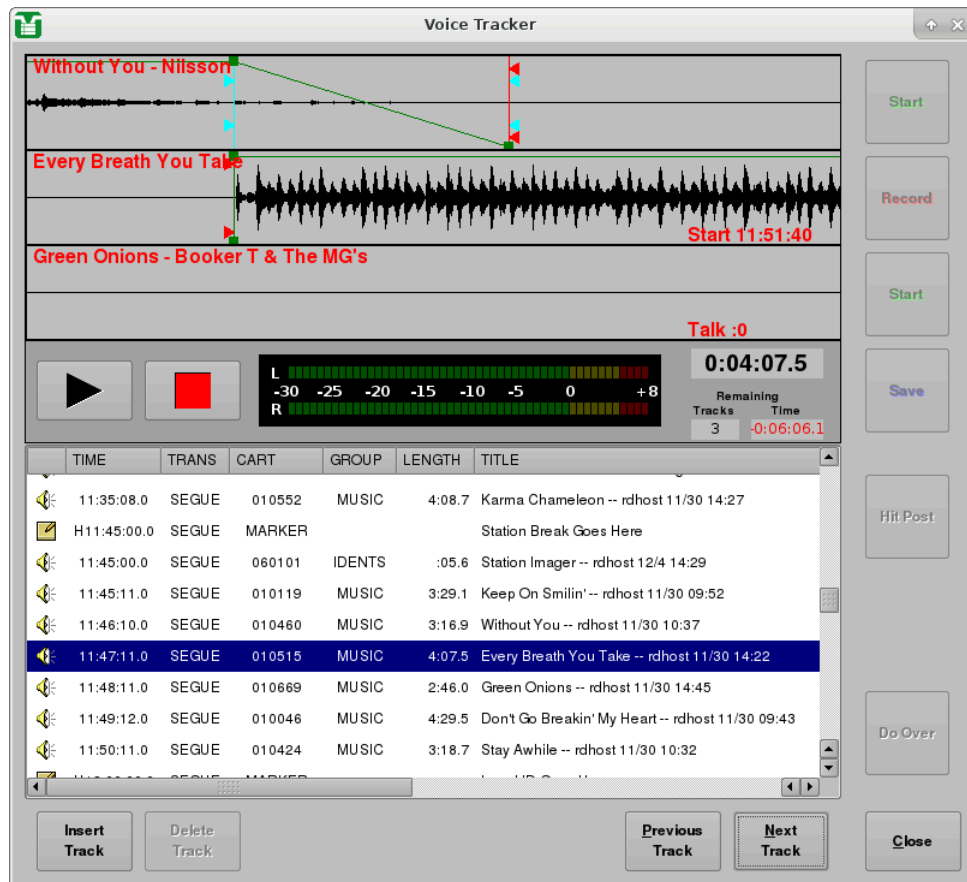 Voice Tracker
Without You - Nilsson
Start
Every Breath You Take
Record
Start 11:51:40
Green Onions - Booker T & The MG's
Start
Talk :0
0:04:07.5
L
-30 -25 -20 -15 -10 -5 0 +8
R
Remaining
Tracks Time
3 -0:06:06.1
Save
TIME TRANS CART GROUP LENGTH TITLE
11:35:08.0 SEGUE 010552 MUSIC 4:08.7 Karma Chameleon -- rdhost 11/30 14:27
H11:45:00.0 SEGUE MARKER Station Break Goes Here
11:45:00.0 SEGUE 060101 IDENTS :05.6 Station Imager -- rdhost 12/4 14:29
11:45:11.0 SEGUE 010119 MUSIC 3:29.1 Keep On Smilin' -- rdhost 11/30 09:52
11:46:10.0 SEGUE 010460 MUSIC 3:16.9 Without You -- rdhost 11/30 10:37
11:47:11.0 SEGUE 010515 MUSIC 4:07.5 Every Breath You Take -- rdhost 11/30 14:22
11:48:11.0 SEGUE 010669 MUSIC 2:46.0 Green Onions -- rdhost 11/30 14:45
11:49:12.0 SEGUE 010046 MUSIC 4:29.5 Don't Go Breakin' My Heart -- rdhost 11/30 09:43
11:50:11.0 SEGUE 010424 MUSIC 3:18.7 Stay Awhile -- rdhost 11/30 10:32
Hit Post
Do Over
Insert Track
Delete Track
Previous Track
Next Track
Close